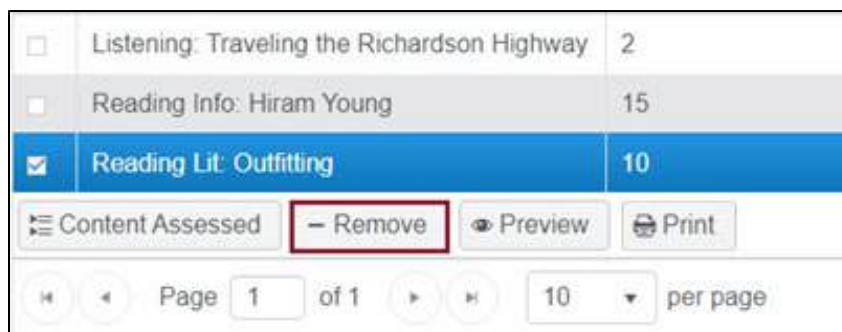 Listening: Traveling the Richardson Highway 2
Reading Info: Hiram Young 15
Reading Lit: Outfitting 10
Content Assessed – Remove Preview Print
Page 1 of 1 10 per page